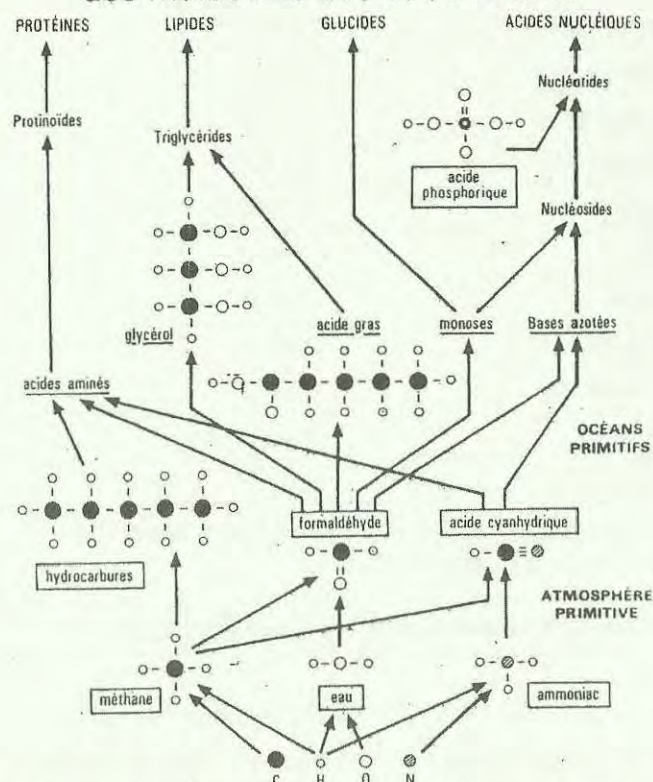 PROTÉINES LIPIDES GLUCIDES ACIDES NUCLÉIQUES
Nucléotides
Protinoïdes
Triglycérides
acide
phosphorique
Nucléosides
glycérol
acide gras
monoses
Bases azotées
acides aminés
OCÉANS
PRIMITIFS
formaldéhyde
acide cyanhydrique
hydrocarbures
ATMOSPHÈRE
PRIMITIVE
méthane
eau
ammoniac
C H O N